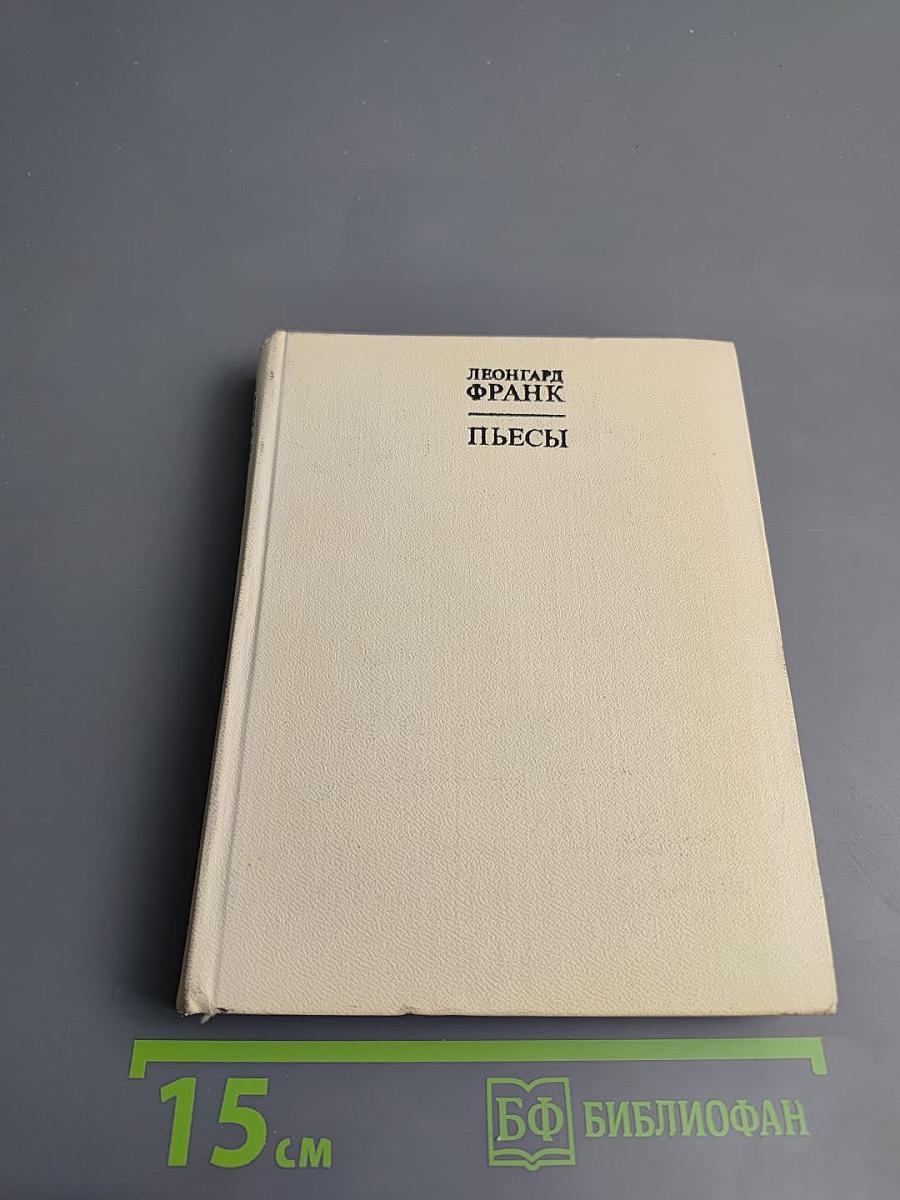 ЛЕОНГАРД
ФРАНК
ПЬЕСЫ
15 см
БФ БИБЛИОФАН